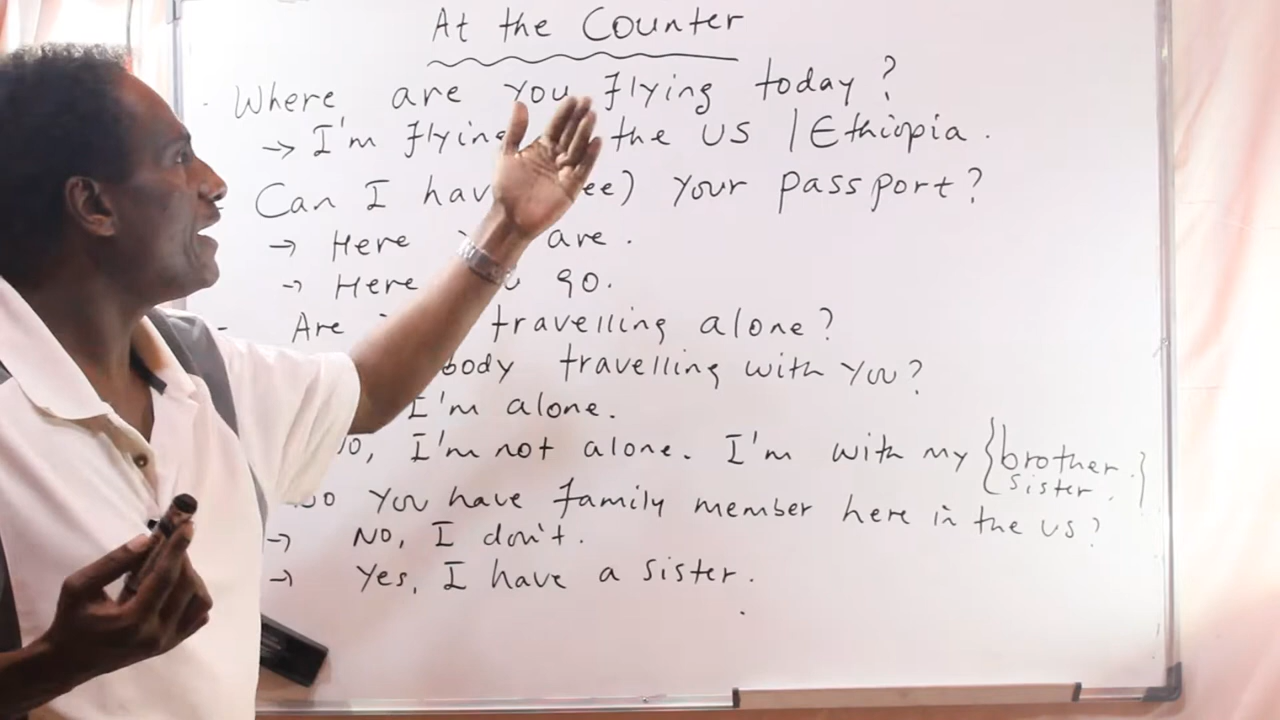 At the Counter
- Where are you flying today?
→ I'm flying the US / Ethiopia.
Can I hav ee) your passport?
→ Here are.
→ Here go.
- Are travelling alone?
body travelling with you?
I'm alone.
No, I'm not alone. I'm with my {brother.}
sister.
Do you have family member here in the US?
→ No, I don't.
→ Yes, I have a sister.